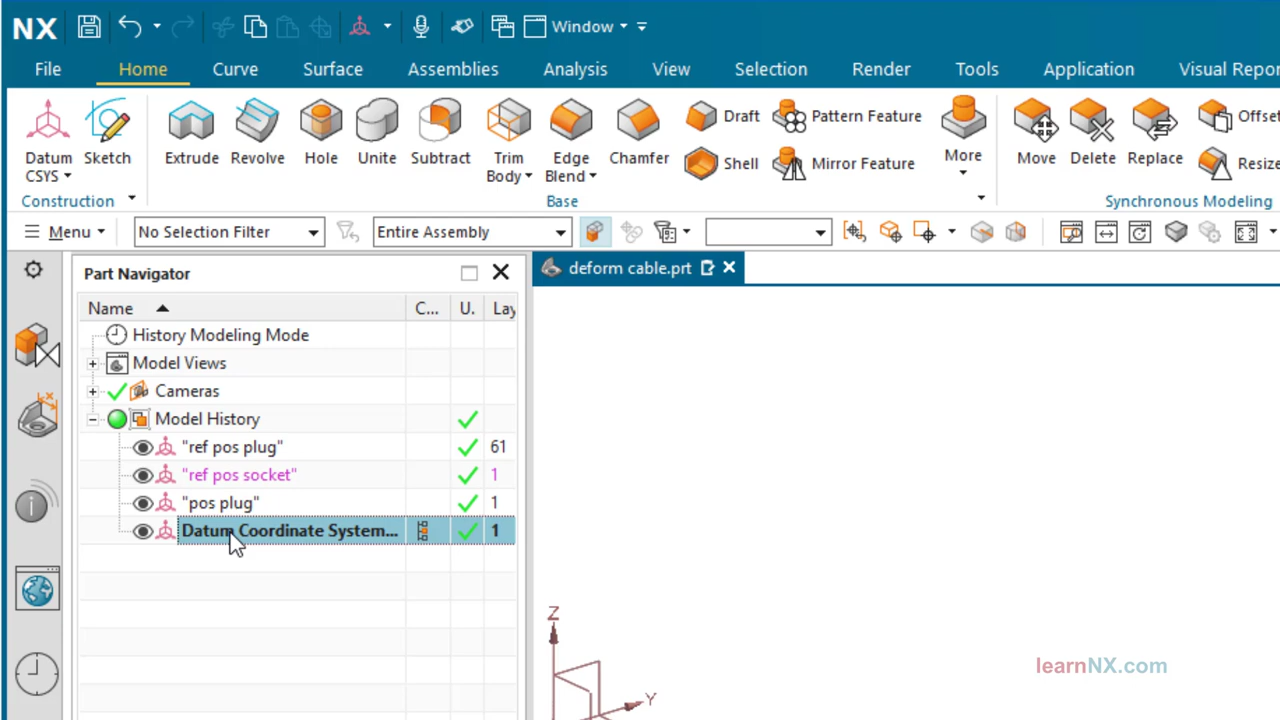 NX Window
File Home Curve Surface Assemblies Analysis View Selection Render Tools Application Visual Repor
Datum CSYS Sketch Extrude Revolve Hole Unite Subtract Trim Body Edge Blend Chamfer Draft Shell Pattern Feature Mirror Feature More Move Delete Replace Offse Resize
Construction Base Synchronous Modeling
Menu No Selection Filter Entire Assembly
Part Navigator
deform cable.prt
Name C... U. Lay
History Modeling Mode
Model Views
Cameras
Model History
"ref pos plug" 61
"ref pos socket" 1
"pos plug" 1
Datum Coordinate System... 1
Z
Y
learnNX.com